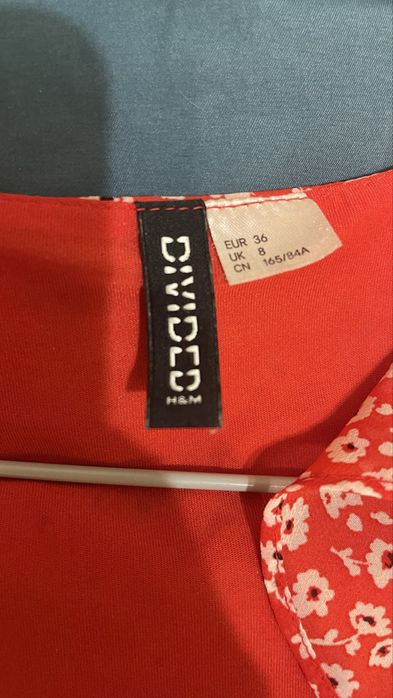 DIVIDED
H&M
EUR 36
UK 8
CN 165/84A